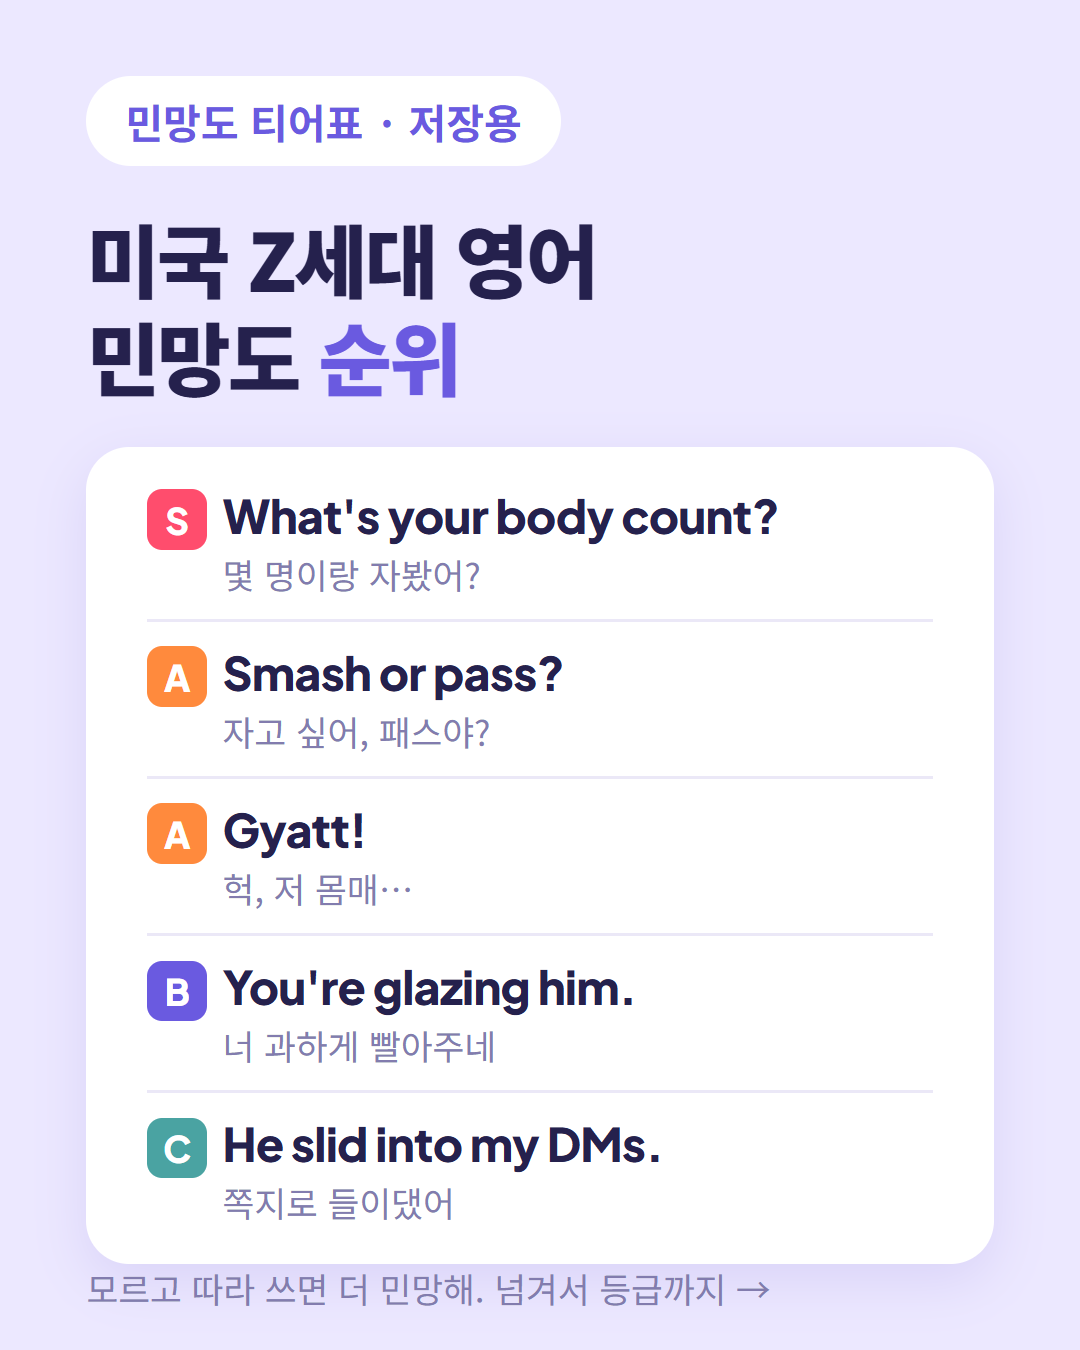 민망도 티어표 · 저장용
미국 Z세대 영어
민망도 순위
S What's your body count?
몇 명이랑 자봤어?
A Smash or pass?
자고 싶어, 패스야?
A Gyatt!
헉, 저 몸매…
B You're glazing him.
너 과하게 빨아주네
C He slid into my DMs.
쪽지로 들이댔어
모르고 따라 쓰면 더 민망해. 넘겨서 등급까지 →